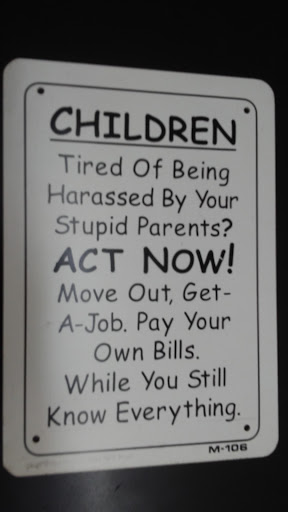 CHILDREN
Tired Of Being
Harassed By Your
Stupid Parents?
ACT NOW!
Move Out, Get-
A-Job. Pay Your
Own Bills.
While You Still
Know Everything.
M-106